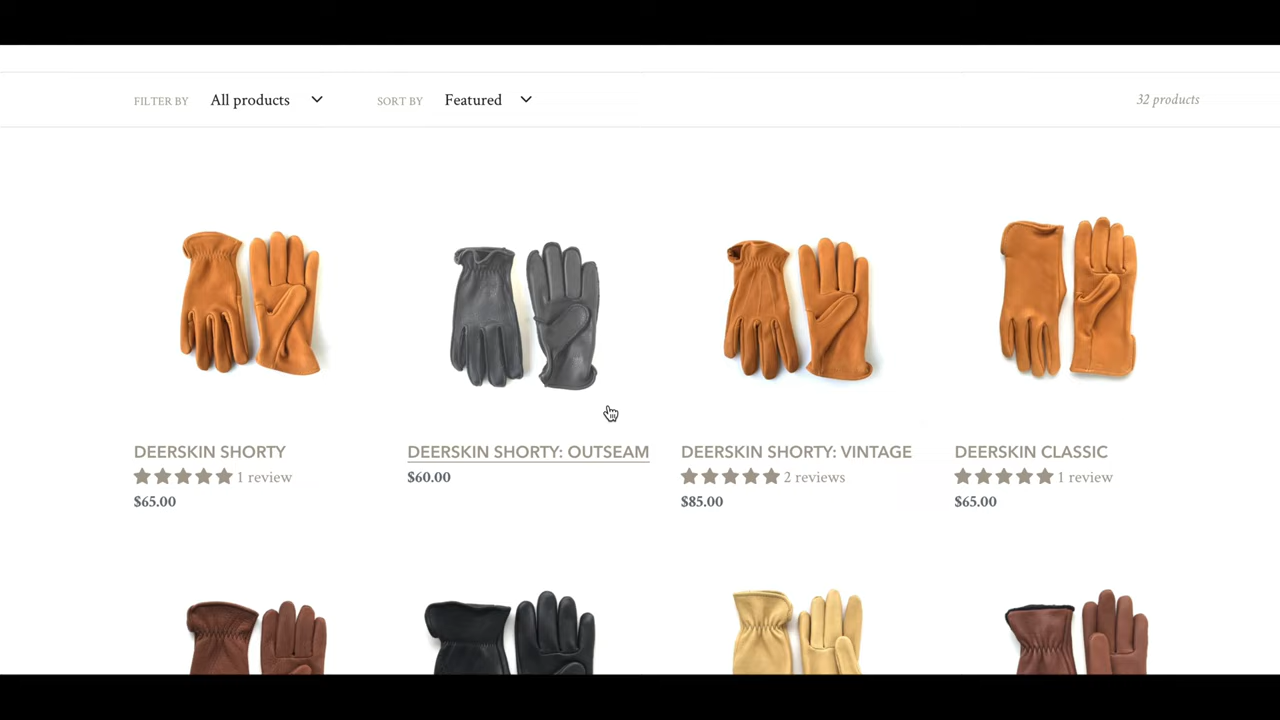 FILTER BY All products SORT BY Featured 32 products
DEERSKIN SHORTY
1 review
$65.00
DEERSKIN SHORTY: OUTSEAM
$60.00
DEERSKIN SHORTY: VINTAGE
2 reviews
$85.00
DEERSKIN CLASSIC
1 review
$65.00